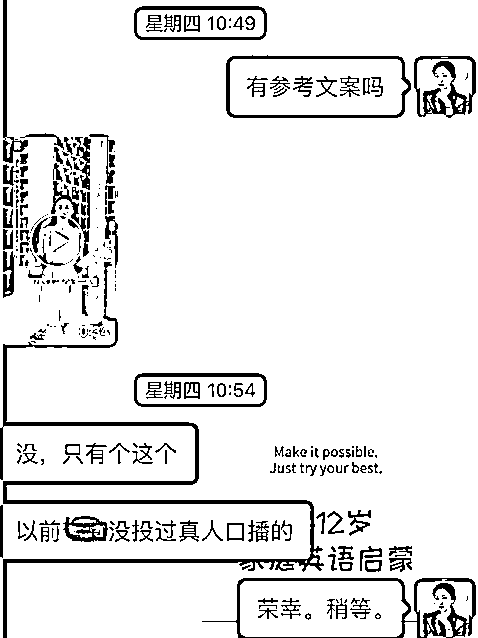 星期四 10:49
有参考文案吗
星期四 10:54
没，只有个这个
Make it possible,
Just try your best.
以前没投过真人口播的
12岁
家庭英语启蒙
荣幸。稍等。